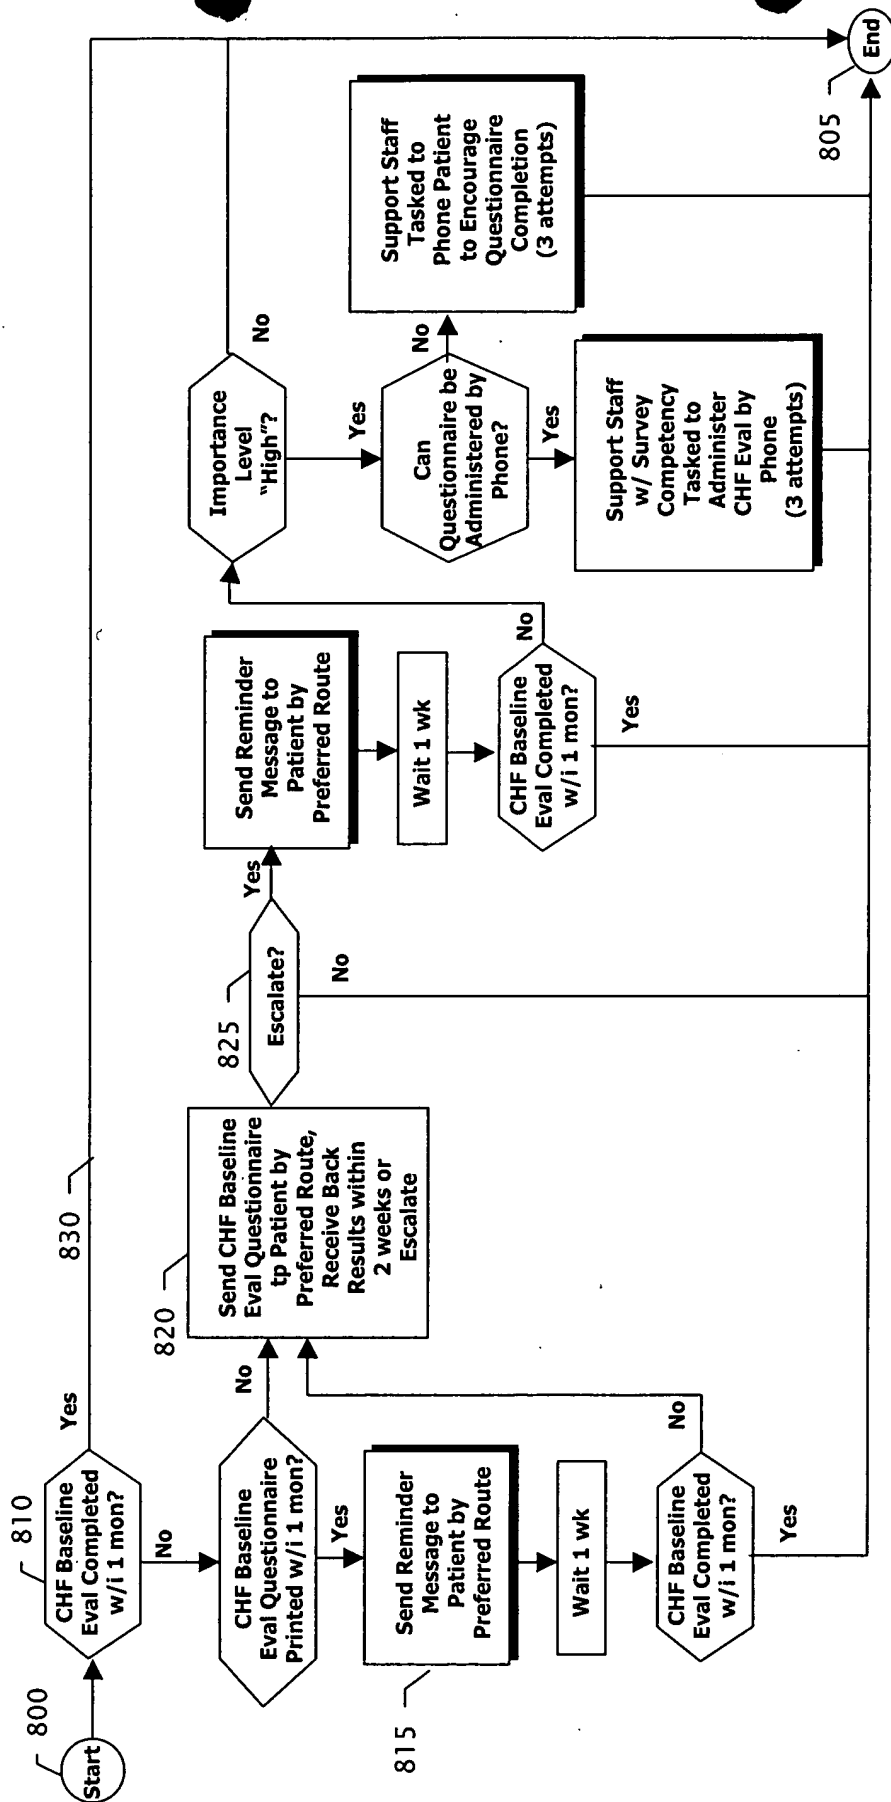 800
Start
810
CHF Baseline
Eval Completed
w/i 1 mon?
Yes
830
No
CHF Baseline
Eval Questionnaire
Printed w/i 1 mon?
No
Yes
815
Send Reminder
Message to
Patient by
Preferred Route
Wait 1 wk
CHF Baseline
Eval Completed
w/i 1 mon?
No
Yes
820
Send CHF Baseline
Eval Questionnaire
tp Patient by
Preferred Route,
Receive Back
Results within
2 weeks or
Escalate
825
Escalate?
Yes
No
Send Reminder
Message to
Patient by
Preferred Route
Wait 1 wk
CHF Baseline
Eval Completed
w/i 1 mon?
No
Yes
Importance
Level
"High"?
No
Yes
Can
Questionnaire be
Administered by
Phone?
No
Yes
Support Staff
Tasked to
Phone Patient
to Encourage
Questionnaire
Completion
(3 attempts)
Support Staff
w/ Survey
Competency
Tasked to
Administer
CHF Eval by
Phone
(3 attempts)
805
End